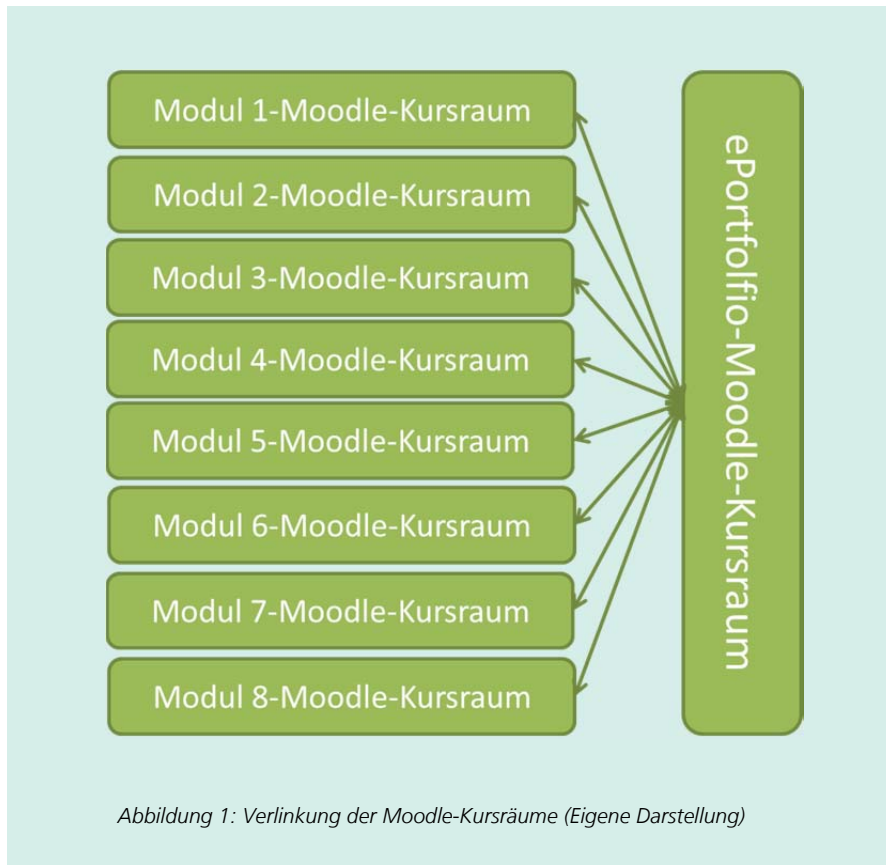 Modul 1-Moodle-Kursraum
Modul 2-Moodle-Kursraum
Modul 3-Moodle-Kursraum
Modul 4-Moodle-Kursraum
Modul 5-Moodle-Kursraum
Modul 6-Moodle-Kursraum
Modul 7-Moodle-Kursraum
Modul 8-Moodle-Kursraum
ePortfolfio-Moodle-Kursraum
Abbildung 1: Verlinkung der Moodle-Kursräume (Eigene Darstellung)